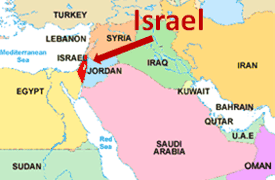 TURKEY
Israel
Mediterranean
Sea
LEBANON
SYRIA
ISRAEL
IRAQ
IRAN
JORDAN
EGYPT
KUWAIT
BAHRAIN
QUTAR
U.A.E
Red
Sea
SAUDI
ARABIA
SUDAN
OMAN